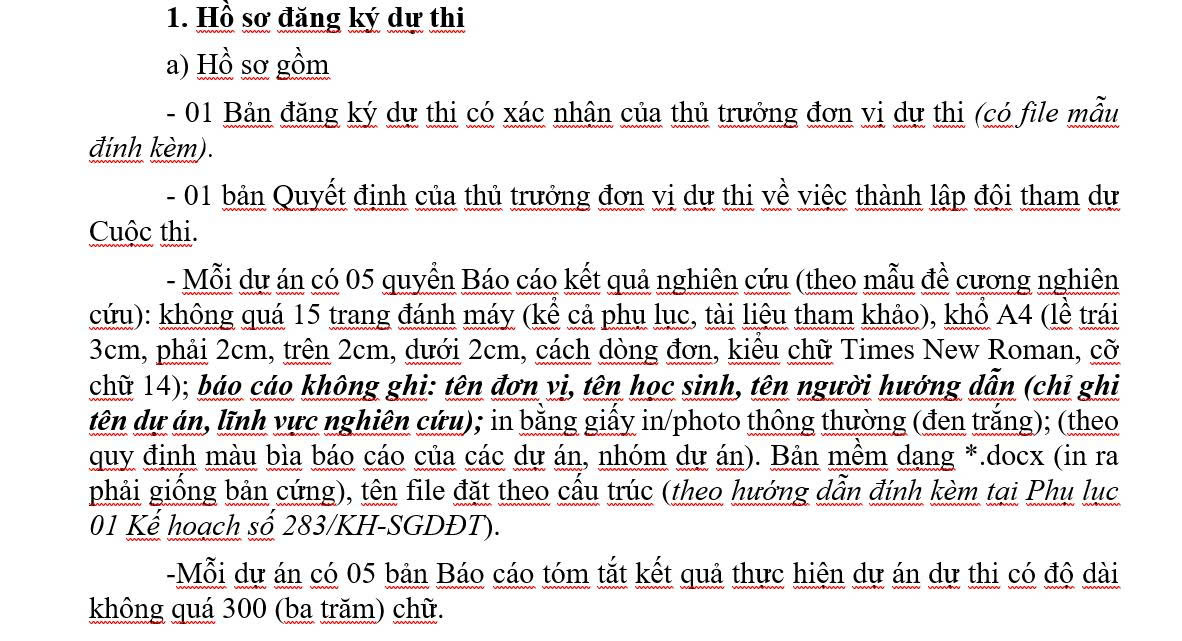 1. Hồ sơ đăng ký dự thi
a) Hồ sơ gồm
- 01 Bản đăng ký dự thi có xác nhận của thủ trưởng đơn vị dự thi (có file mẫu
đính kèm).
- 01 bản Quyết định của thủ trưởng đơn vị dự thi về việc thành lập đội tham dự
Cuộc thi.
- Mỗi dự án có 05 quyển Báo cáo kết quả nghiên cứu (theo mẫu đề cương nghiên
cứu): không quá 15 trang đánh máy (kể cả phụ lục, tài liệu tham khảo), khổ A4 (lề trái
3cm, phải 2cm, trên 2cm, dưới 2cm, cách dòng đơn, kiểu chữ Times New Roman, cỡ
chữ 14); báo cáo không ghi: tên đơn vị, tên học sinh, tên người hướng dẫn (chỉ ghi
tên dự án, lĩnh vực nghiên cứu); in bằng giấy in/photo thông thường (đen trắng); (theo
quy định màu bìa báo cáo của các dự án, nhóm dự án). Bản mềm dạng *.docx (in ra
phải giống bản cứng), tên file đặt theo cấu trúc (theo hướng dẫn đính kèm tại Phụ lục
01 Kế hoạch số 283/KH-SGDĐT).
-Mỗi dự án có 05 bản Báo cáo tóm tắt kết quả thực hiện dự án dự thi có độ dài
không quá 300 (ba trăm) chữ.